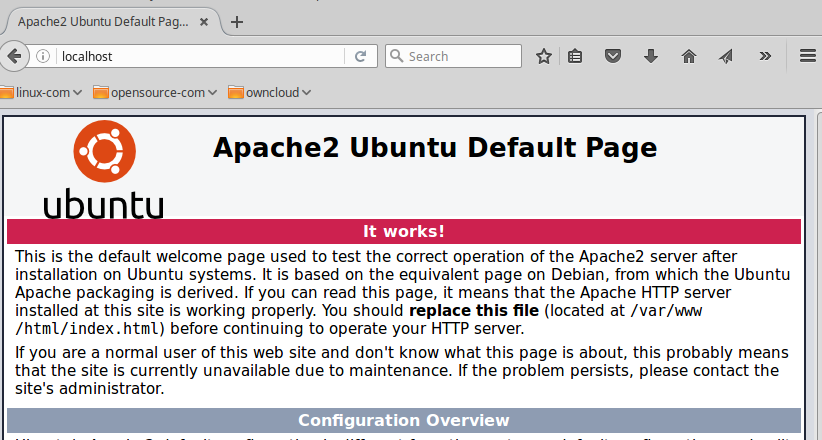 Apache2 Ubuntu Default Pag...
localhost
Search
linux-com
opensource-com
owncloud
ubuntu
Apache2 Ubuntu Default Page
It works!
This is the default welcome page used to test the correct operation of the Apache2 server after
installation on Ubuntu systems. It is based on the equivalent page on Debian, from which the Ubuntu
Apache packaging is derived. If you can read this page, it means that the Apache HTTP server
installed at this site is working properly. You should replace this file (located at /var/www
/html/index.html) before continuing to operate your HTTP server.
If you are a normal user of this web site and don't know what this page is about, this probably means
that the site is currently unavailable due to maintenance. If the problem persists, please contact the
site's administrator.
Configuration Overview